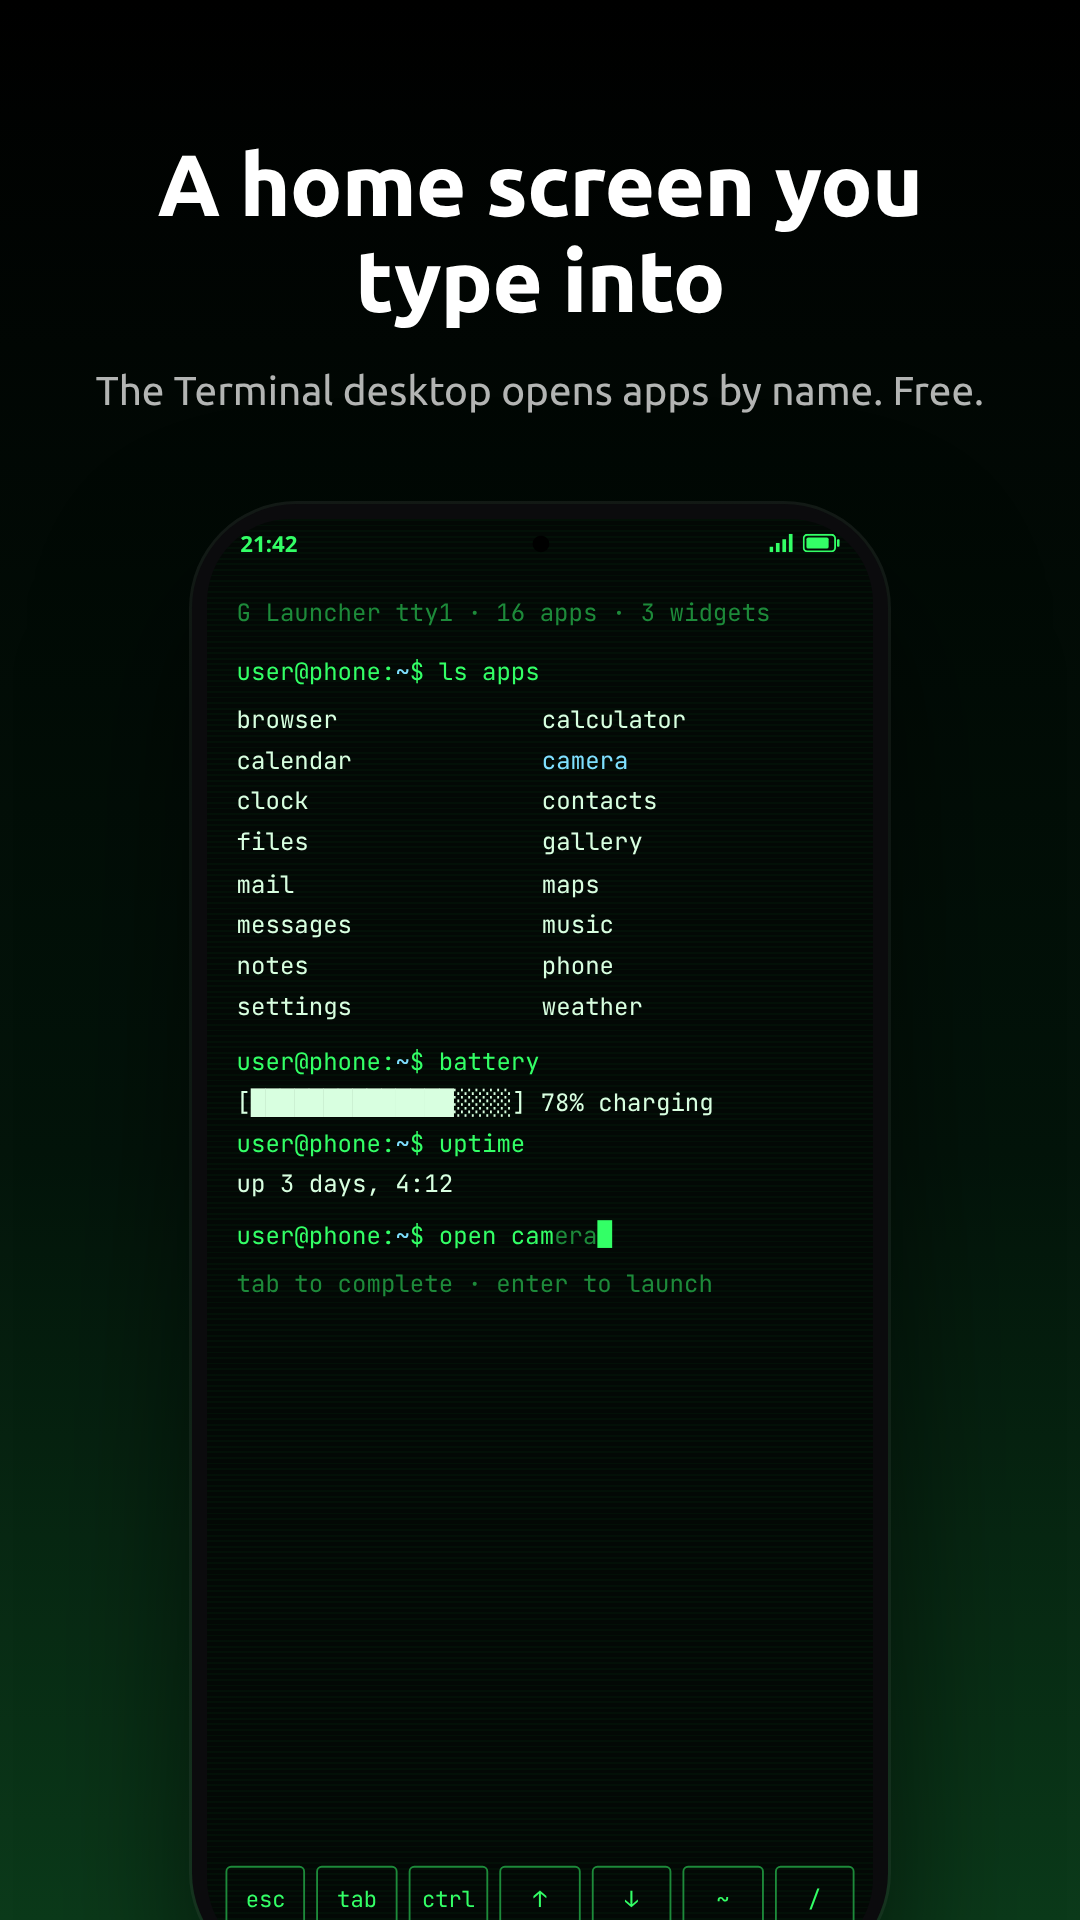 A home screen you
type into
The Terminal desktop opens apps by name. Free.
21:42
G Launcher tty1 · 16 apps · 3 widgets
user@phone:~$ ls apps
browser calculator
calendar camera
clock contacts
files gallery
mail maps
messages music
notes phone
settings weather
user@phone:~$ battery
[██████████████░░░░] 78% charging
user@phone:~$ uptime
up 3 days, 4:12
user@phone:~$ open camera█
tab to complete · enter to launch
esc tab ctrl ↑ ↓ ~ /